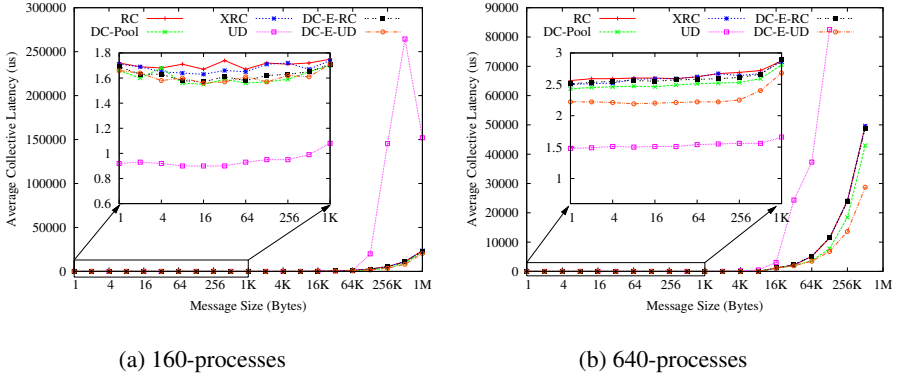 RC XRC DC-E-RC
DC-Pool UD DC-E-UD
300000
250000
200000
150000
100000
50000
0
Average Collective Latency (us)
1.8
1.6
1.4
1.2
1
0.8
0.6
1 4 16 64 256 1K
1 4 16 64 256 1K 4K 16K 64K 256K 1M
Message Size (Bytes)
(a) 160-processes
RC XRC DC-E-RC
DC-Pool UD DC-E-UD
90000
80000
70000
60000
50000
40000
30000
20000
10000
0
Average Collective Latency (us)
3
2.5
2
1.5
1
1 4 16 64 256 1K
1 4 16 64 256 1K 4K 16K 64K 256K 1M
Message Size (Bytes)
(b) 640-processes